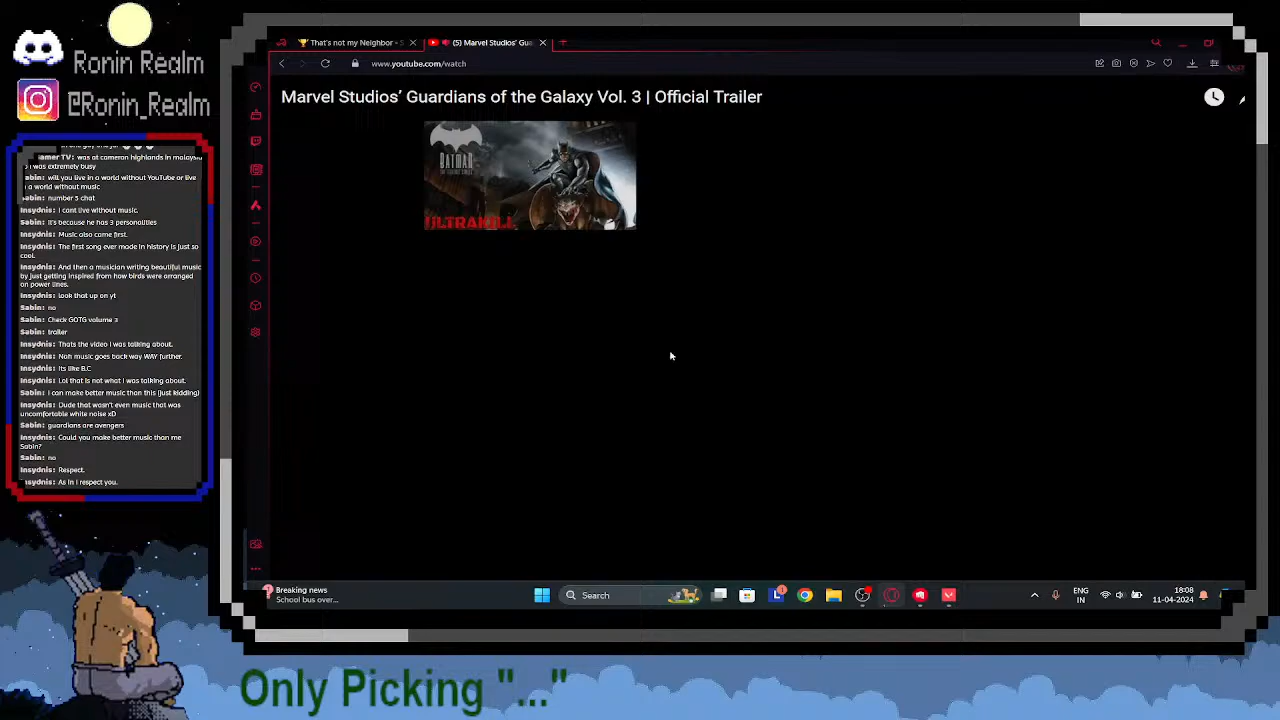 Ronin Realm
@Ronin_Realm
TV: was at cameron highlands in malaysia
was extremely busy
Sabin: will you live in a world without YouTube or live
a world without music
Sabin: number 5 chat
Insydnis: I cant live without music.
Sabin: It's because he has 3 personalities
Insydnis: Music also came first.
Insydnis: The first song ever made in history is just so
cool.
Insydnis: And then a musician writing beautiful music
by just getting inspired from how birds were arranged
on power lines.
Insydnis: Look that up on yt
Sabin: no
Sabin: Check GOTG volume 3
Sabin: trailer
Insydnis: Thats the video I was talking about.
Insydnis: Nah music goes back way WAY further.
Insydnis: Its like B.C
Insydnis: Lol that is not what I was talking about.
Sabin: I can make better music than this (just kidding)
Insydnis: Dude that wasn't even music that was
uncomfortable white noise xD
Sabin: guardians are avengers
Insydnis: Could you make better music than me
Sabin?
Sabin: no
Insydnis: Respect.
Insydnis: As in I respect you.
That's not my Neighbor - S
(5) Marvel Studios' Gua
www.youtube.com/watch
Marvel Studios’ Guardians of the Galaxy Vol. 3 | Official Trailer
BATMAN
ULTRAKILL
Breaking news
School bus over...
Search
ENG
IN
18:08
11-04-2024
Only Picking "..."